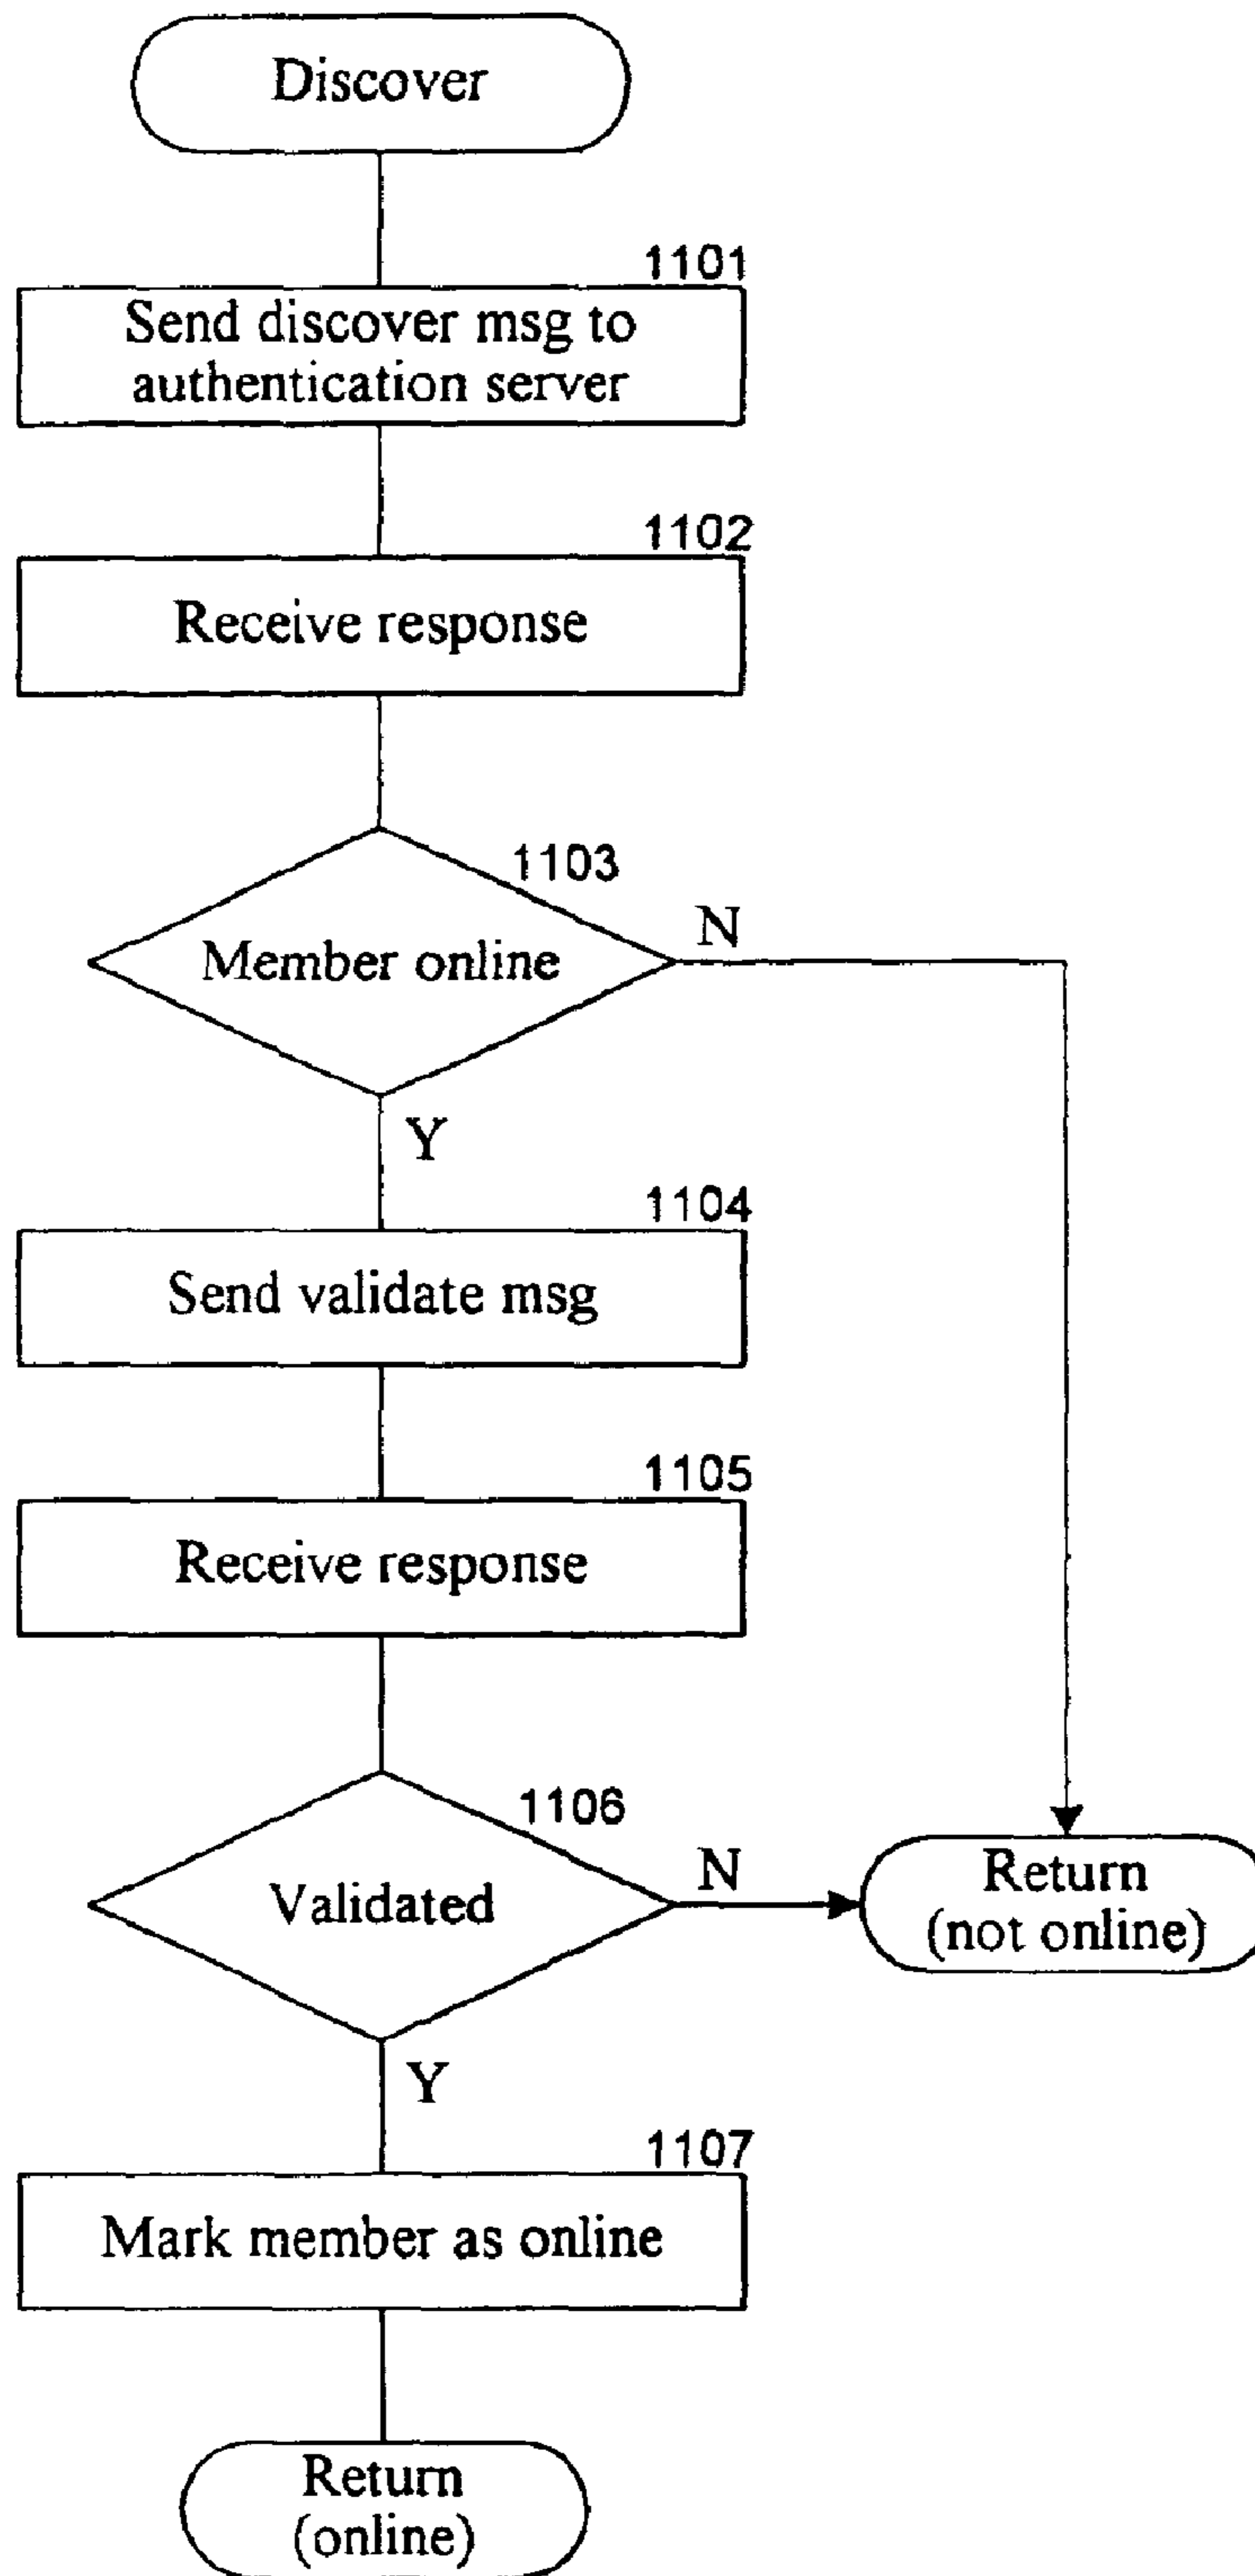 Discover
1101
Send discover msg to
authentication server
1102
Receive response
1103
Member online
N
Y
1104
Send validate msg
1105
Receive response
1106
Validated
N
Return
(not online)
Y
1107
Mark member as online
Return
(online)